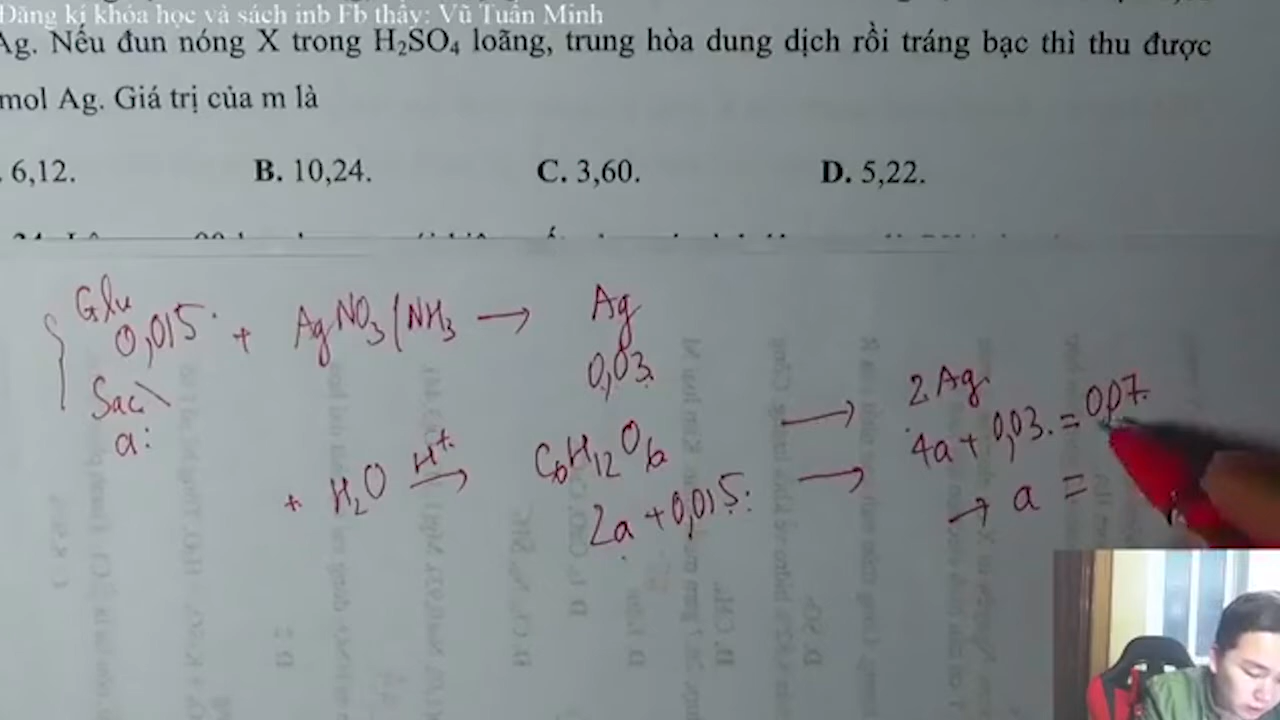 Đăng kí khóa học và sách inb Fb thầy: Vũ Tuấn Minh
Ag. Nếu đun nóng X trong H₂SO₄ loãng, trung hòa dung dịch rồi tráng bạc thì thu được
mol Ag. Giá trị của m là
. 6,12. B. 10,24. C. 3,60. D. 5,22.
Glu
0,015. + AgNO₃/NH₃ → Ag
0,03.
Sac
a:
+ H₂O H⁺ → C₆H₁₂O₆ → 2Ag.
2a + 0,015. → 4a + 0,03. = 0,07.
→ a =